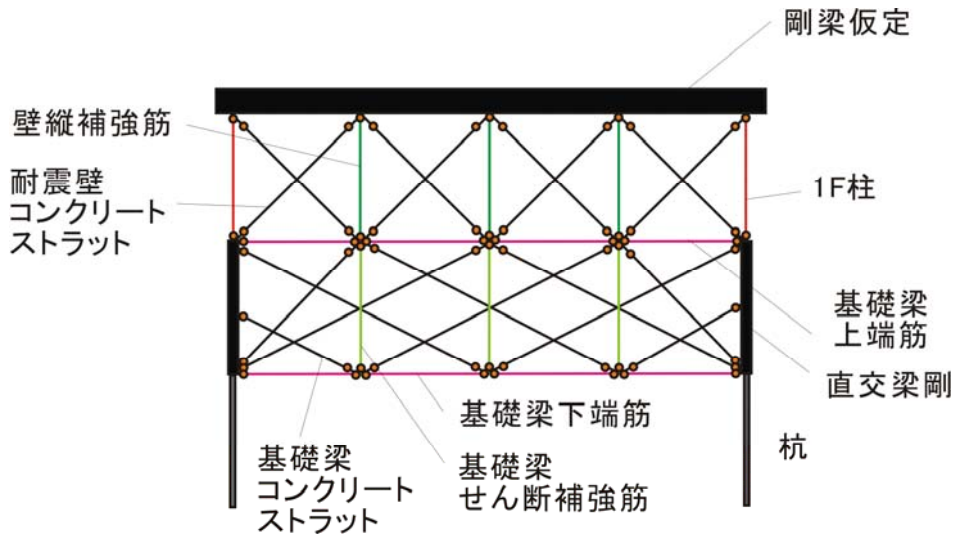 剛梁仮定
壁縦補強筋
耐震壁
コンクリート
ストラット
1F柱
基礎梁
上端筋
直交梁剛
基礎梁下端筋
杭
基礎梁
コンクリート
ストラット
基礎梁
せん断補強筋